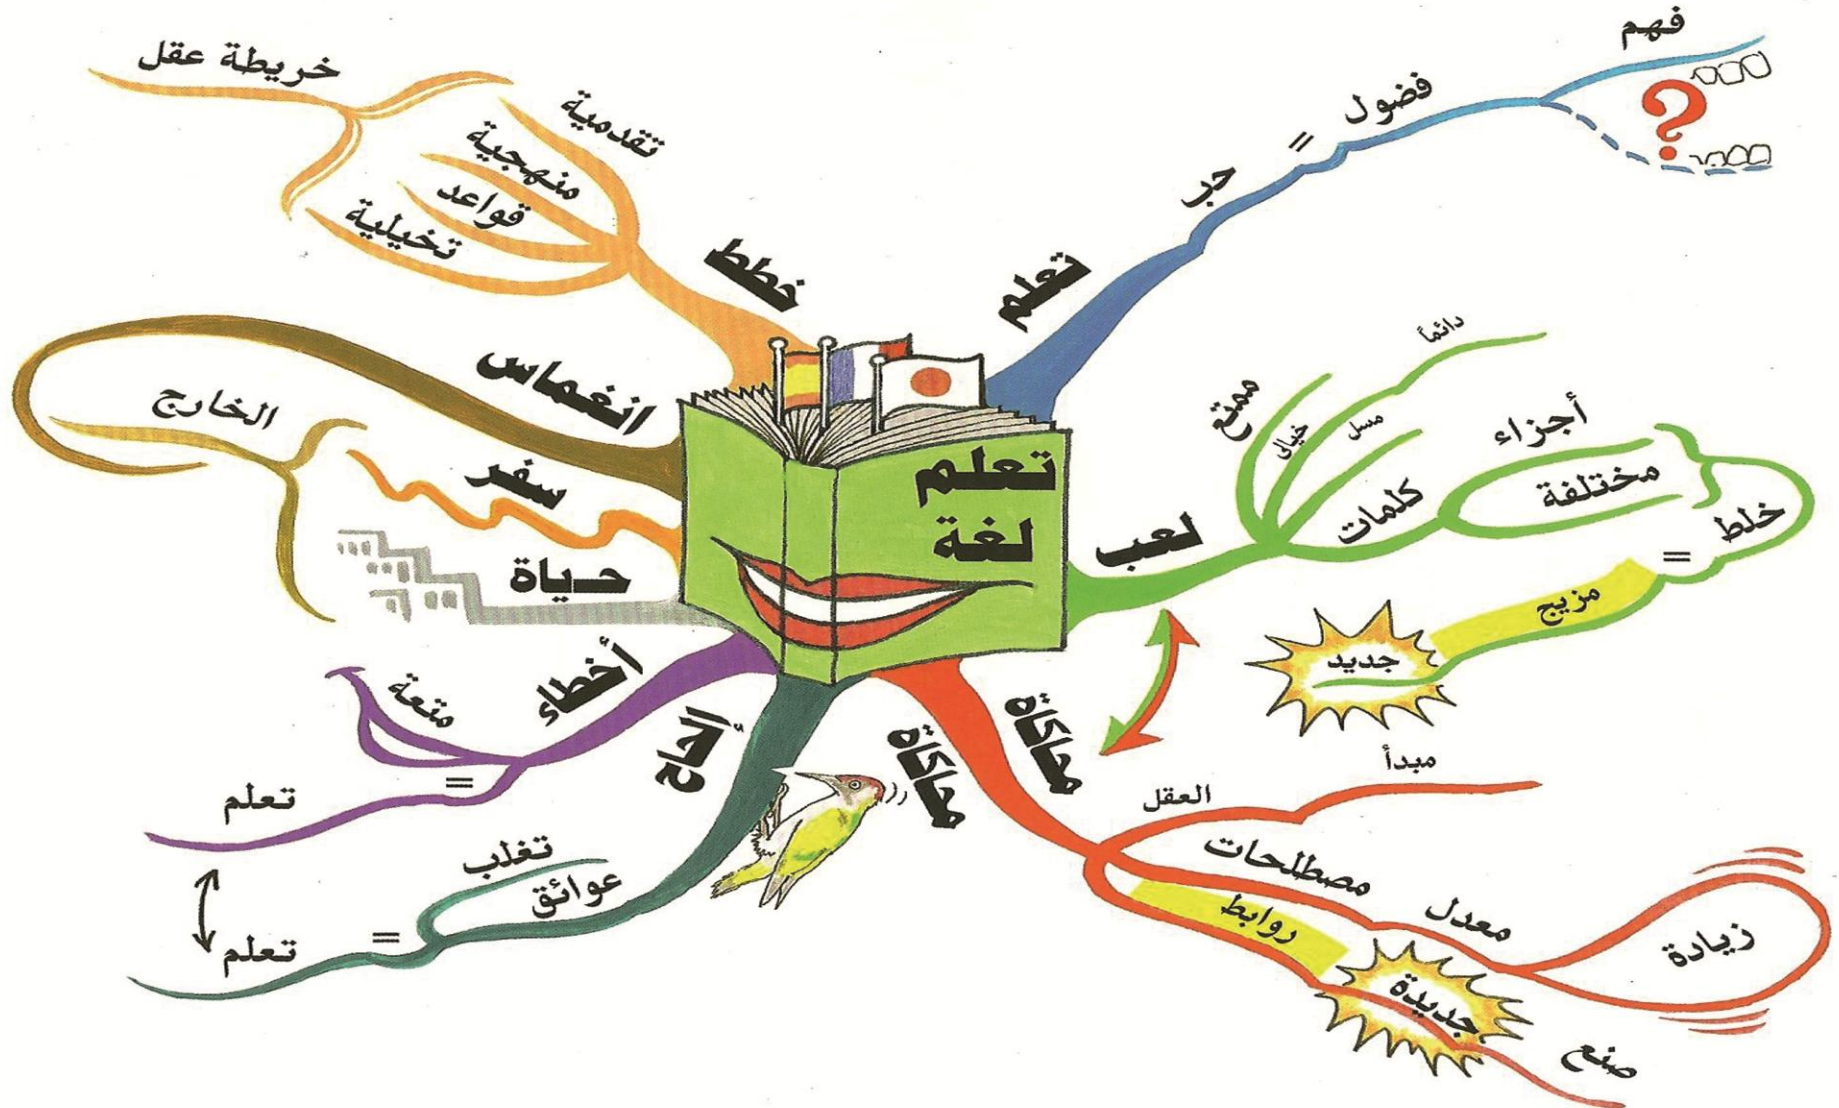 تعلم
لغة
تعلم
حب
=
فضول
فهم
?
لعب
ممتع
خيالى
مسل
دائماً
كلمات
أجزاء
مختلفة
خلط
=
مزيج
جديد
محاكاة
محاكاة
العقل
مبدأ
مصطلحات
معدل
زيادة
روابط
جديدة
صنع
إلحاح
عوائق
تغلب
=
تعلم
أخطاء
متعة
=
تعلم
حياة
سفر
الخارج
انغماس
خطط
تقدمية
منهجية
قواعد
تخيلية
خريطة عقل